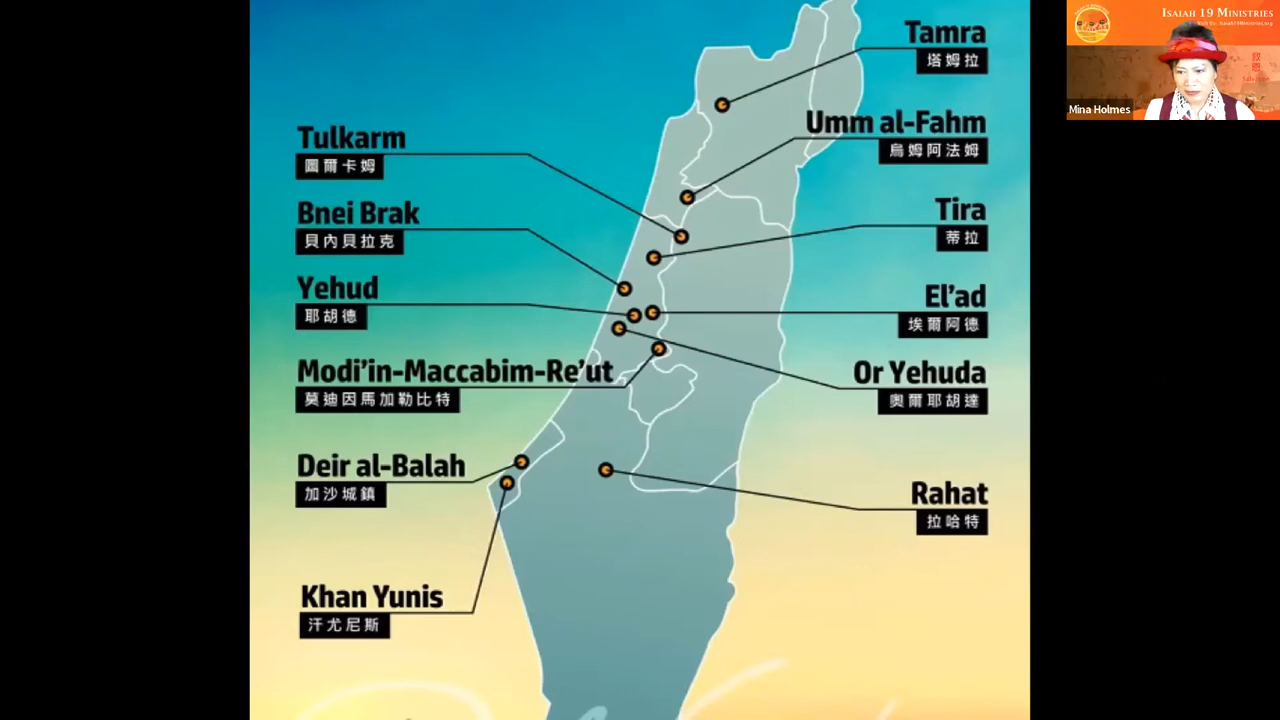 Tamra
塔姆拉
Umm al-Fahm
烏姆阿法姆
Tulkarm
圖爾卡姆
Bnei Brak
貝內貝拉克
Tira
蒂拉
Yehud
耶胡德
El’ad
埃爾阿德
Modi’in-Maccabim-Re’ut
莫迪因馬加勒比特
Or Yehuda
奧爾耶胡達
Deir al-Balah
加沙城鎮
Rahat
拉哈特
Khan Yunis
汗尤尼斯
ISAIAH 19 MINISTRIES
Mina Holmes